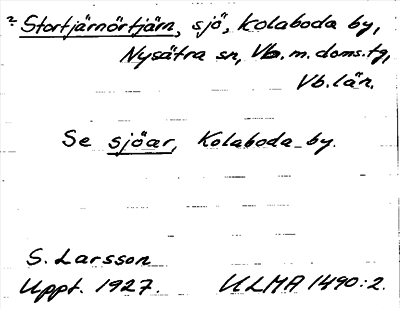 ? Stortjärnörtjärn, sjö, Kolaboda by,
Nysätra sn, Vb. m. doms.tg,
Vb. län.
Se sjöar, Kolaboda by.
S. Larsson
Uppt. 1927. ULMA 1490:2.